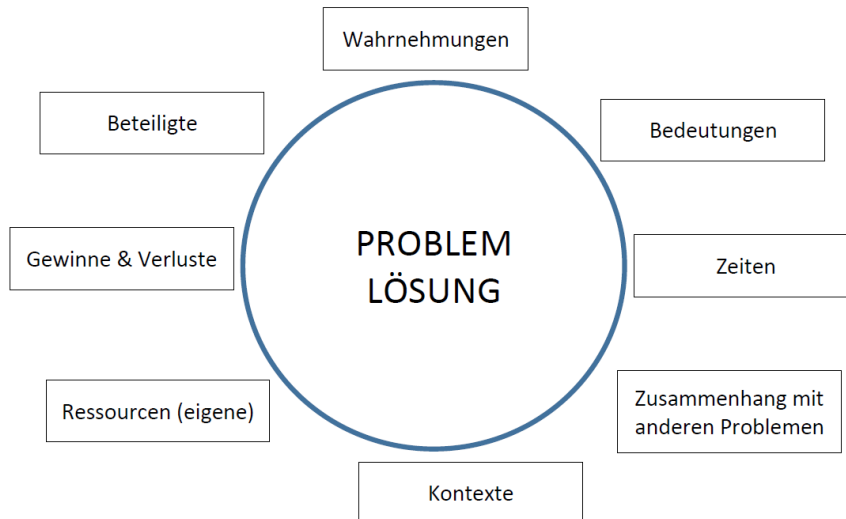 Wahrnehmungen
Beteiligte
Bedeutungen
Gewinne & Verluste
PROBLEM
LÖSUNG
Zeiten
Ressourcen (eigene)
Zusammenhang mit
anderen Problemen
Kontexte